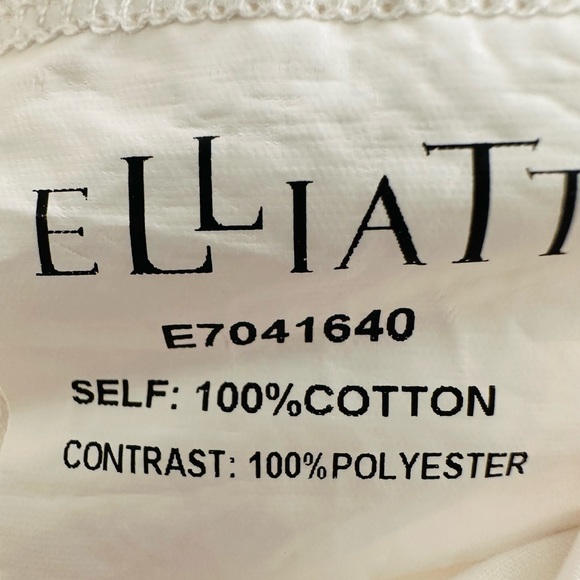 ELLIATT
E7041640
SELF: 100%COTTON
CONTRAST: 100%POLYESTER